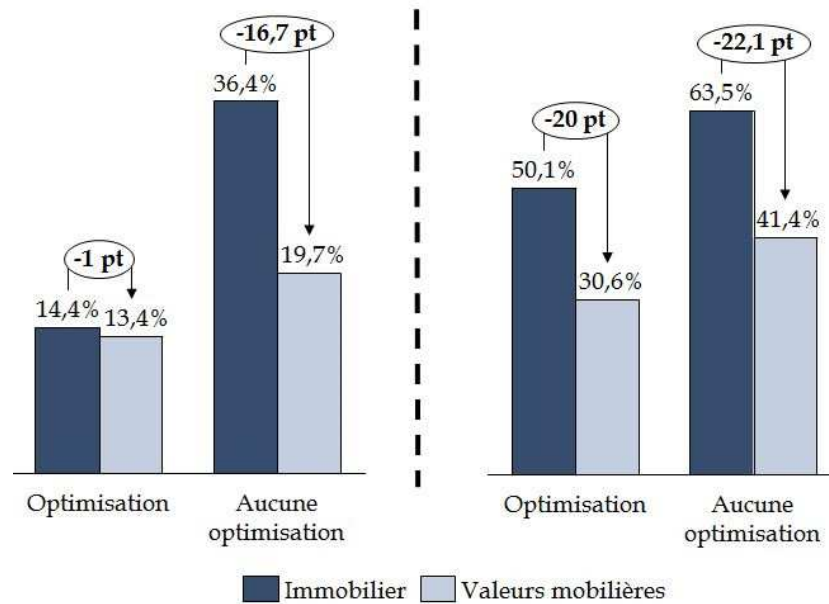 -16,7 pt
36,4%
-1 pt
19,7%
14,4%
13,4%
Optimisation
Aucune
optimisation
-22,1 pt
63,5%
-20 pt
50,1%
41,4%
30,6%
Optimisation
Aucune
optimisation
Immobilier
Valeurs mobilières